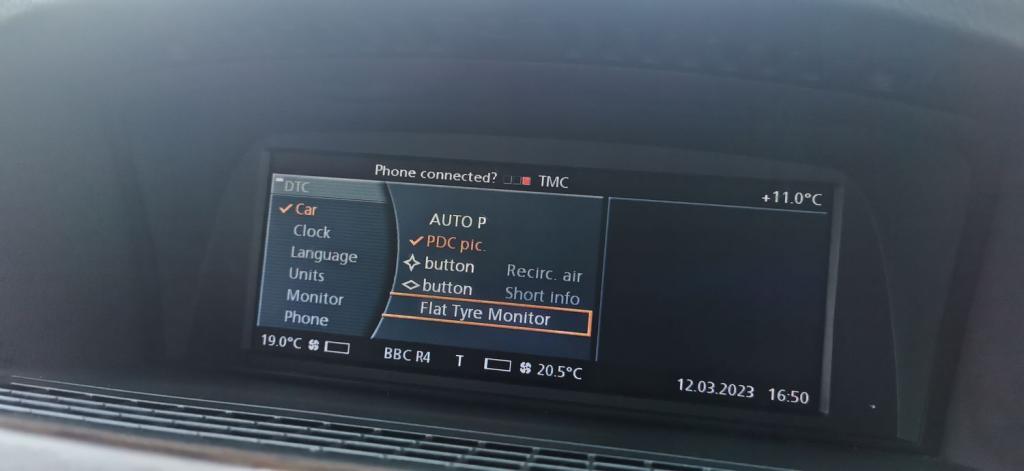 Phone connected? TMC
+11.0°C
DTC
Car
Clock
Language
Units
Monitor
Phone
AUTO P
PDC pic.
button Recirc. air
button Short Info
Flat Tyre Monitor
19.0°C
BBC R4 T
20.5°C
12.03.2023 16:50